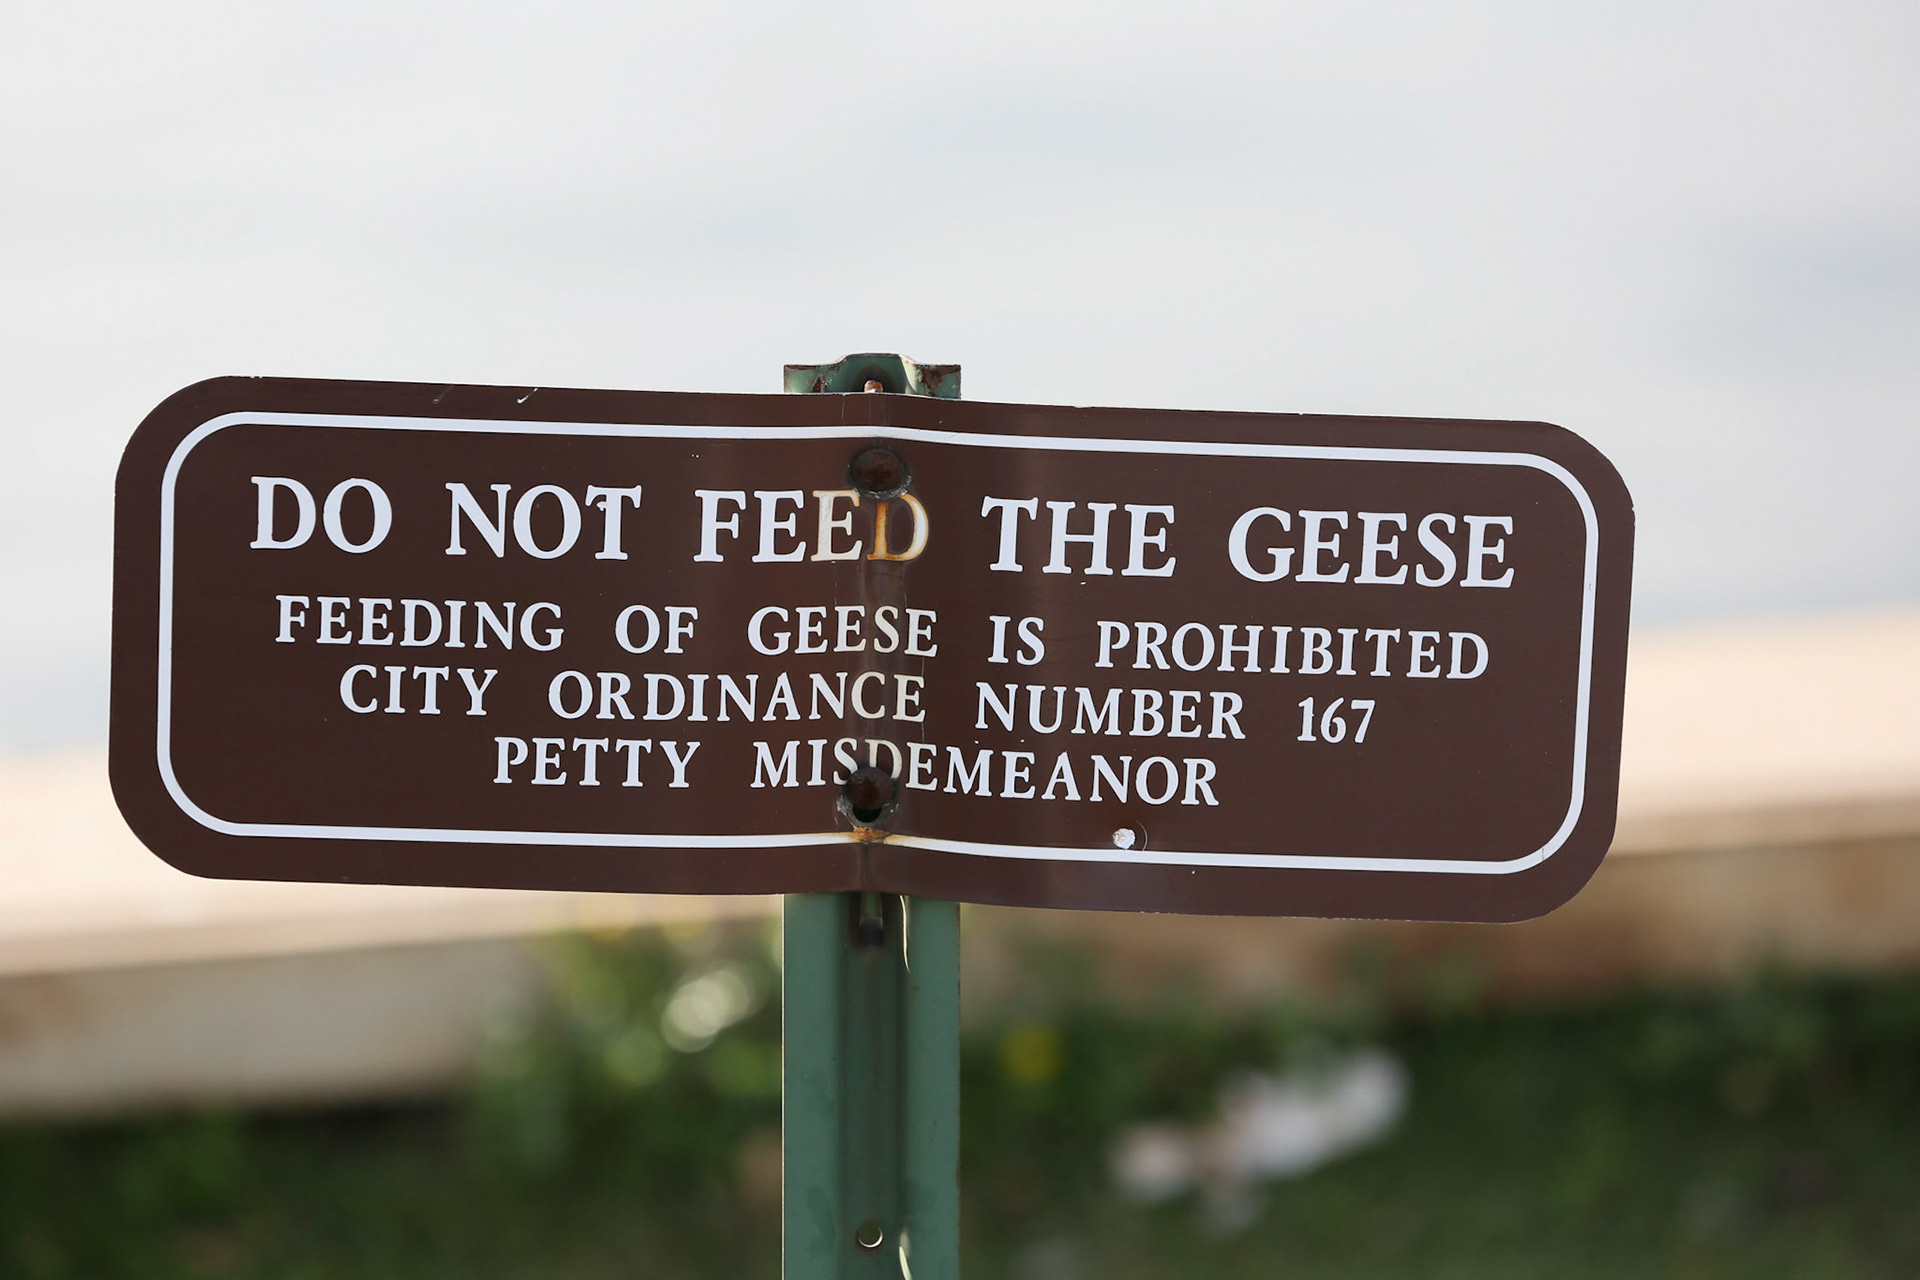 DO NOT FEED THE GEESE
FEEDING OF GEESE IS PROHIBITED
CITY ORDINANCE NUMBER 167
PETTY MISDEMEANOR